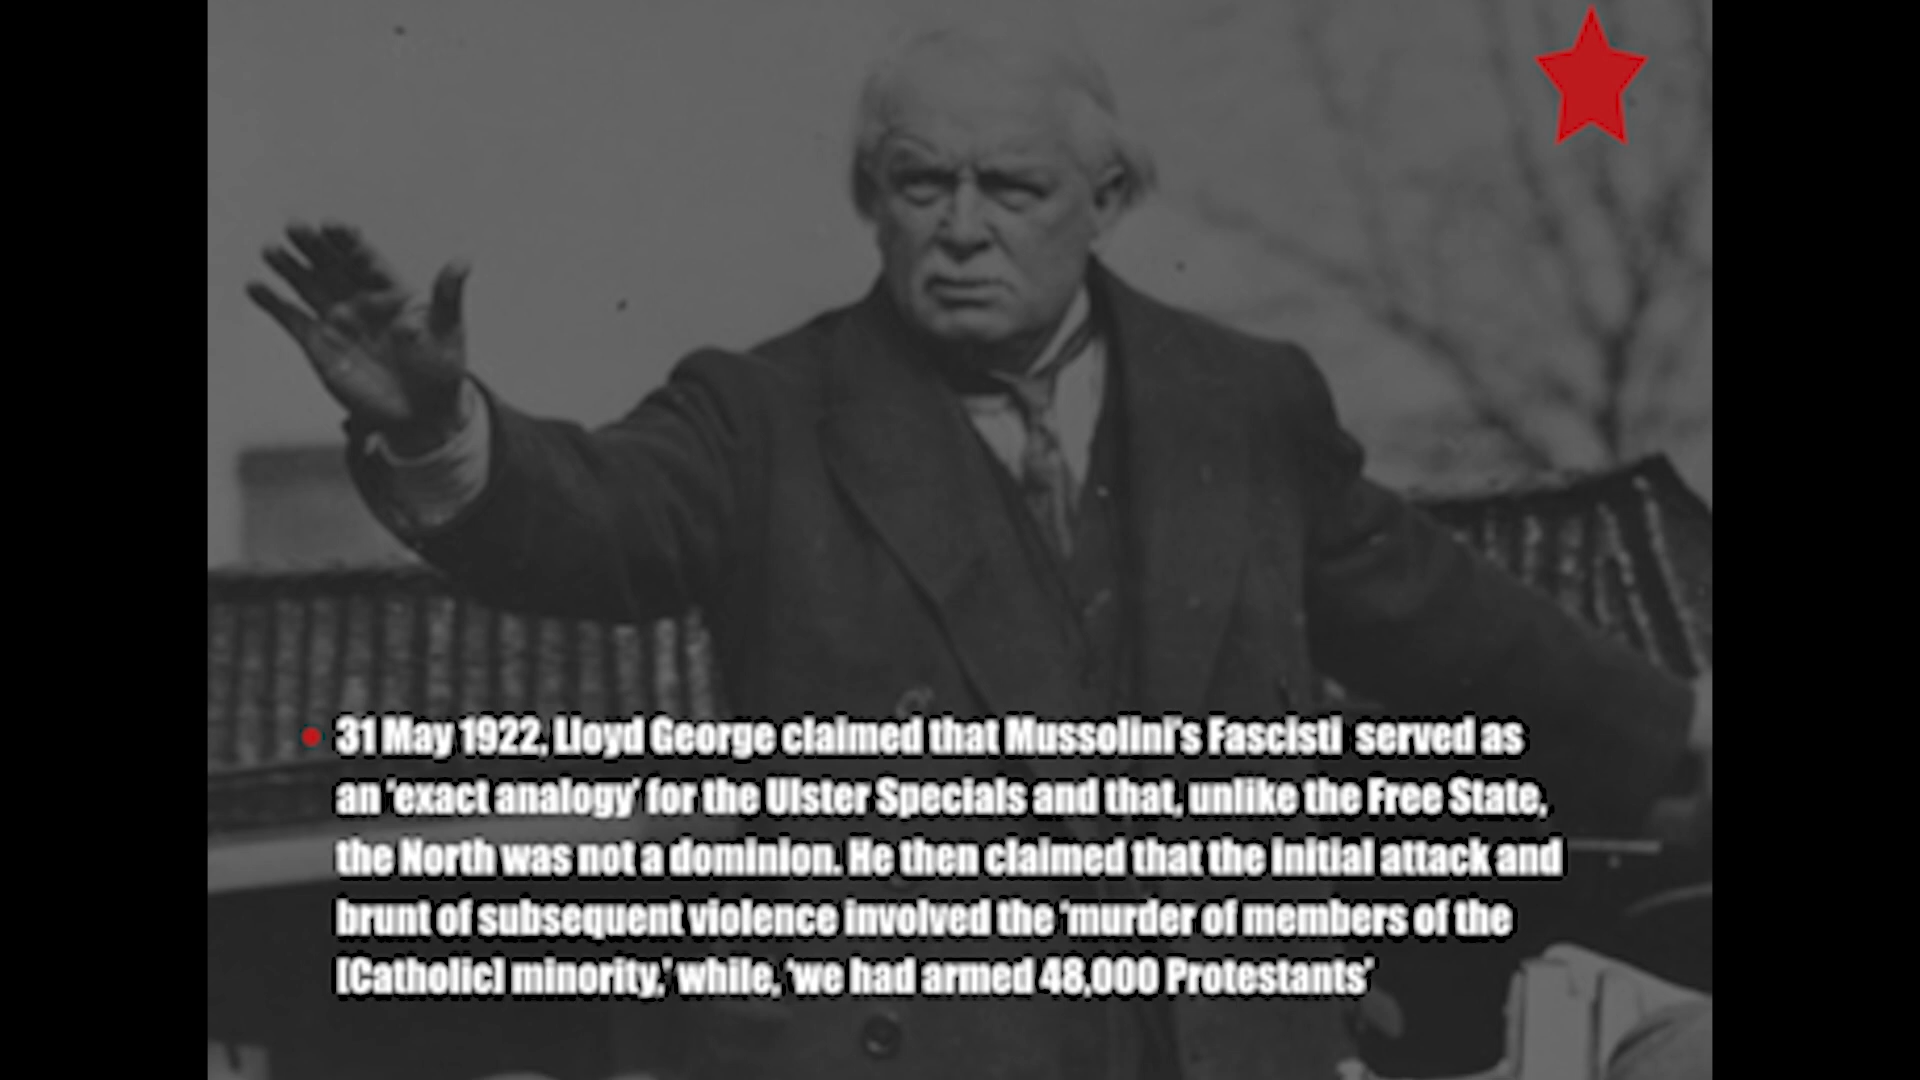 31 May 1922, Lloyd George claimed that Mussolini's Fascisti served as
an 'exact analogy' for the Ulster Specials and that, unlike the Free State,
the North was not a dominion. He then claimed that the initial attack and
brunt of subsequent violence involved the 'murder of members of the
[Catholic] minority,' while, 'we had armed 48,000 Protestants'